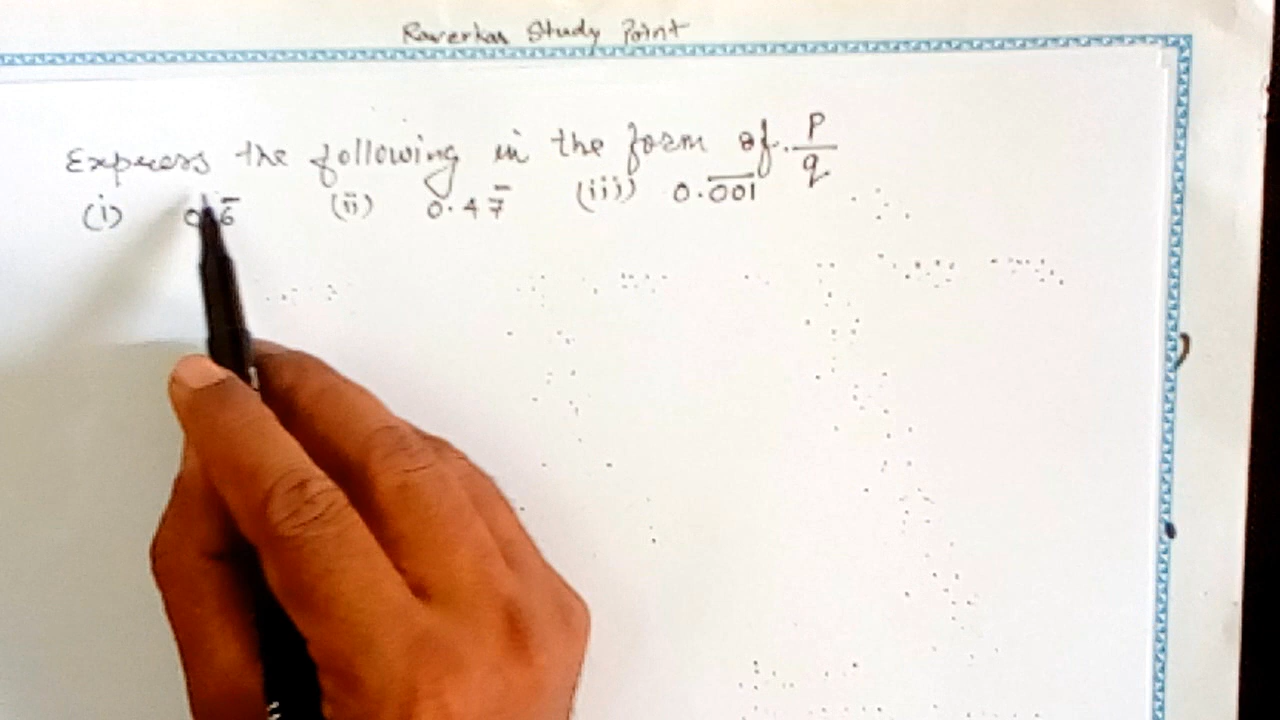 Raverkar Study Point
Express the following in the form of p/q
(i) 0.6̅ (ii) 0.47̅ (iii) 0.0̅0̅1̅